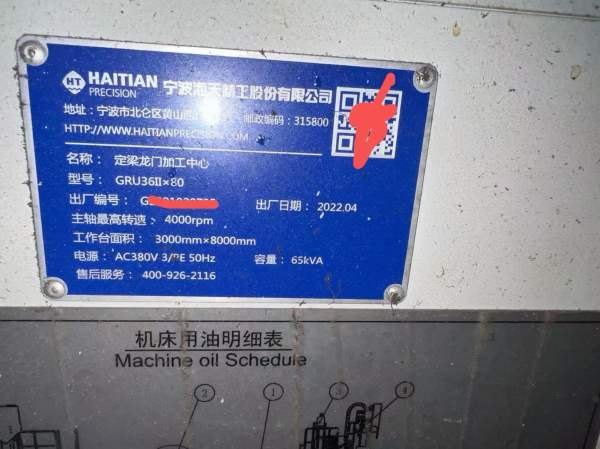 HT HAITIAN PRECISION 宁波海天精工股份有限公司
地址：宁波市北仑区黄山 邮政编码：315800
HTTP://WWW.HAITIANPRECISION.COM
名称：定梁龙门加工中心
型号：GRU36II×80
出厂编号： 出厂日期：2022.04
主轴最高转速：4000rpm
工作台面积：3000mm×8000mm
电源：AC380V 3/PE 50Hz 容量：65kVA
售后服务：400-926-2116
机床用油明细表
Machine oil Schedule
2 1 3 4